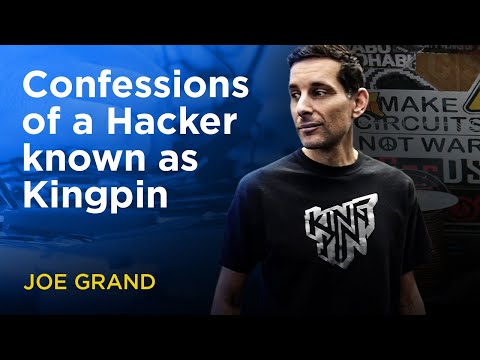 Confessions
of a Hacker
known as
Kingpin
JOE GRAND
KING
PIN
MAKE
CIRCUITS
NOT WAR